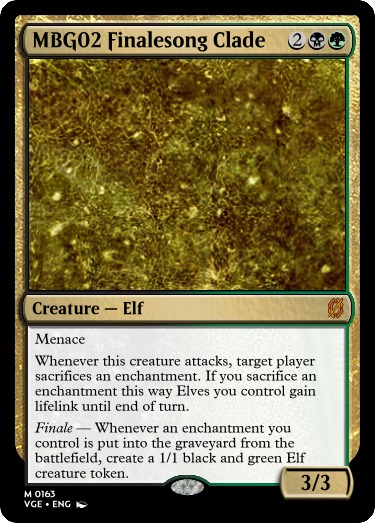 MBG02 Finalesong Clade 2
Creature — Elf
Menace
Whenever this creature attacks, target player
sacrifices an enchantment. If you sacrifice an
enchantment this way Elves you control gain
lifelink until end of turn.
Finale — Whenever an enchantment you
control is put into the graveyard from the
battlefield, create a 1/1 black and green Elf
creature token.
3/3
M 0163
VGE • ENG